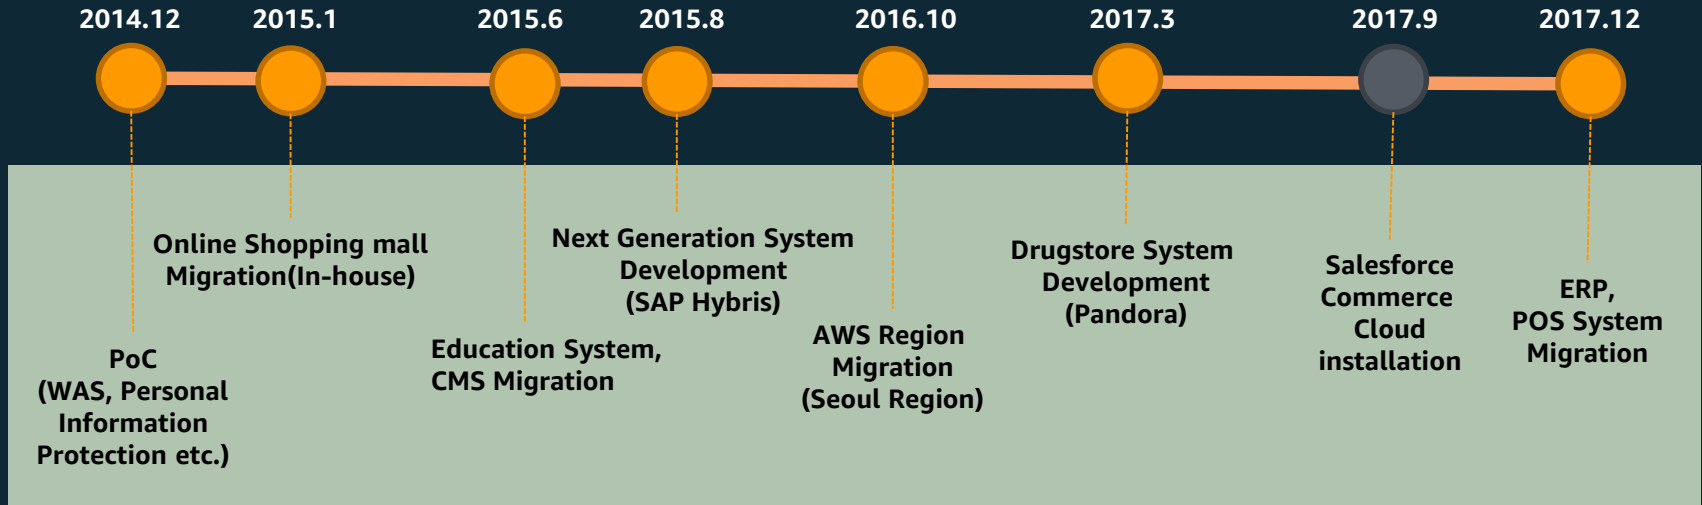 2014.12
2015.1
2015.6
2015.8
2016.10
2017.3
2017.9
2017.12
PoC
(WAS, Personal
Information
Protection etc.)
Online Shopping mall
Migration(In-house)
Education System,
CMS Migration
Next Generation System
Development
(SAP Hybris)
AWS Region
Migration
(Seoul Region)
Drugstore System
Development
(Pandora)
Salesforce
Commerce
Cloud
installation
ERP,
POS System
Migration